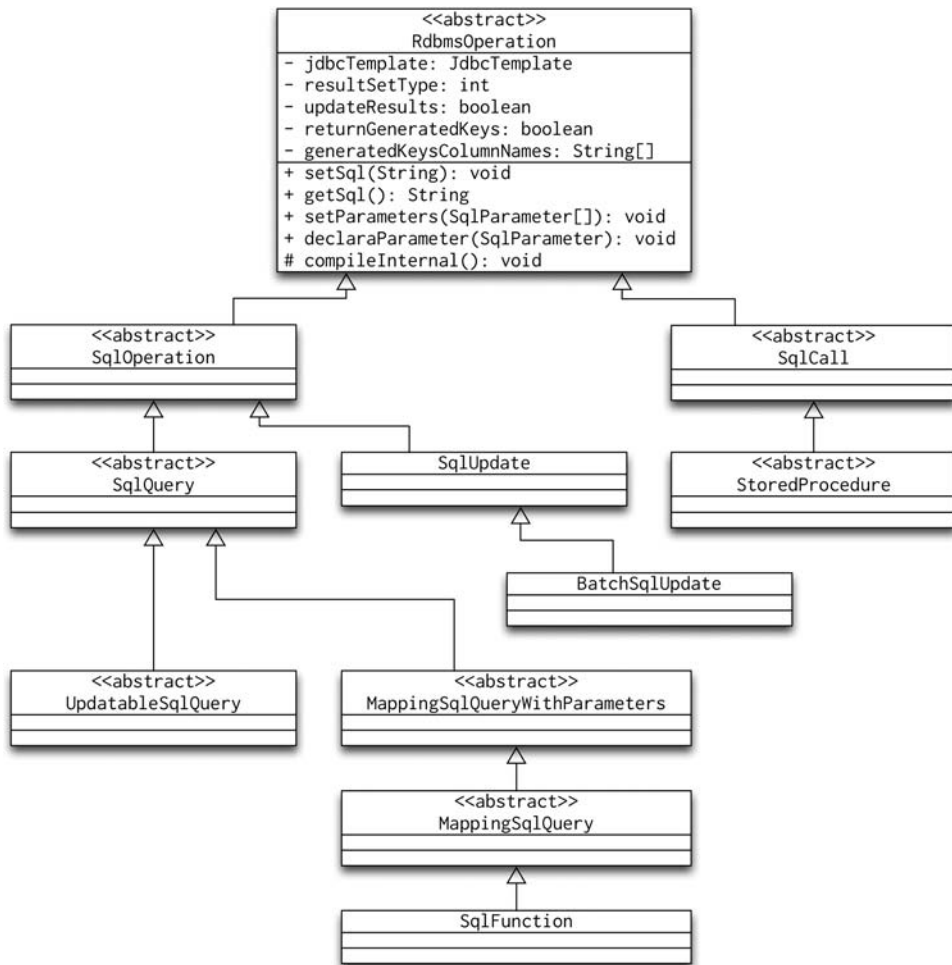 <<abstract>>
RdbmsOperation
- jdbcTemplate: JdbcTemplate
- resultSetType: int
- updateResults: boolean
- returnGeneratedKeys: boolean
- generatedKeysColumnNames: String[]
+ setSql(String): void
+ getSql(): String
+ setParameters(SqlParameter[]): void
+ declaraParameter(SqlParameter): void
# compileInternal(): void
<<abstract>>
SqlOperation
<<abstract>>
SqlCall
<<abstract>>
SqlQuery
SqlUpdate
<<abstract>>
StoredProcedure
BatchSqlUpdate
<<abstract>>
UpdatableSqlQuery
<<abstract>>
MappingSqlQueryWithParameters
<<abstract>>
MappingSqlQuery
SqlFunction